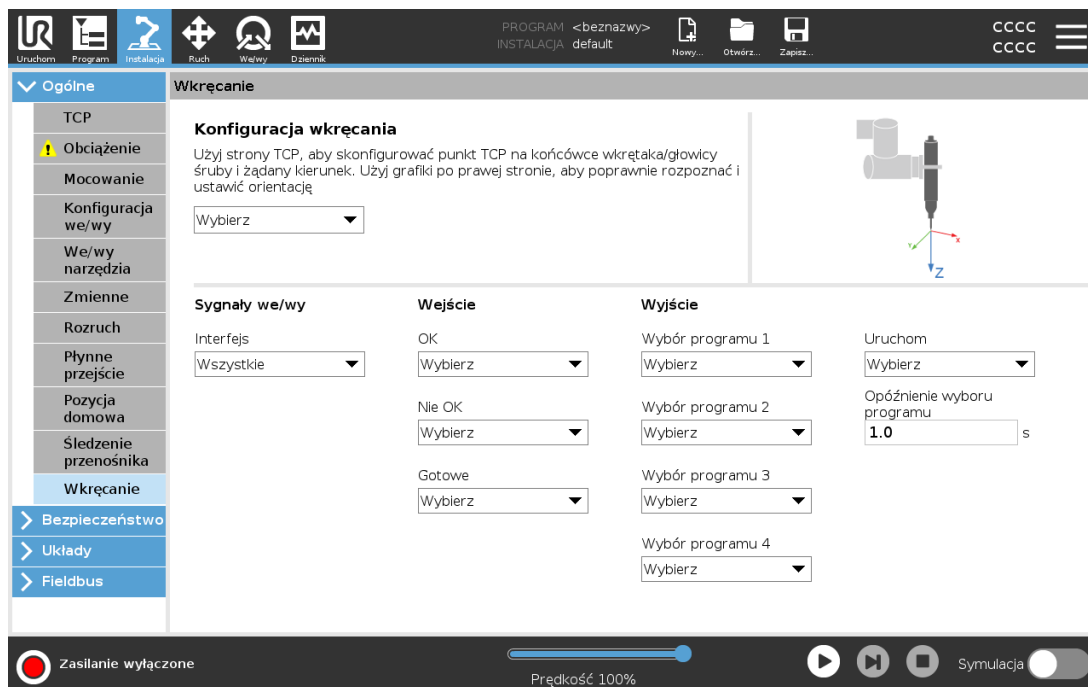 UR
Uruchom
Program
Instalacja
Ruch
We/wy
Dziennik
PROGRAM <beznazwy>
INSTALACJA default
Nowy...
Otwórz...
Zapisz...
CCCC
CCCC
Ogólne
TCP
Obciążenie
Mocowanie
Konfiguracja
we/wy
We/wy
narzędzia
Zmienne
Rozruch
Płynne
przejście
Pozycja
domowa
Śledzenie
przenośnika
Wkręcanie
Bezpieczeństwo
Układy
Fieldbus
Wkręcanie
Konfiguracja wkręcania
Użyj strony TCP, aby skonfigurować punkt TCP na końcówce wkrętaka/głowicy
śruby i żądany kierunek. Użyj grafiki po prawej stronie, aby poprawnie rozpoznać i
ustawić orientację
Wybierz
Y
X
Z
Sygnały we/wy
Interfejs
Wszystkie
Wejście
OK
Wybierz
Nie OK
Wybierz
Gotowe
Wybierz
Wyjście
Wybór programu 1
Wybierz
Wybór programu 2
Wybierz
Wybór programu 3
Wybierz
Wybór programu 4
Wybierz
Uruchom
Wybierz
Opóźnienie wyboru
programu
1.0 s
Zasilanie wyłączone
Prędkość 100%
Symulacja